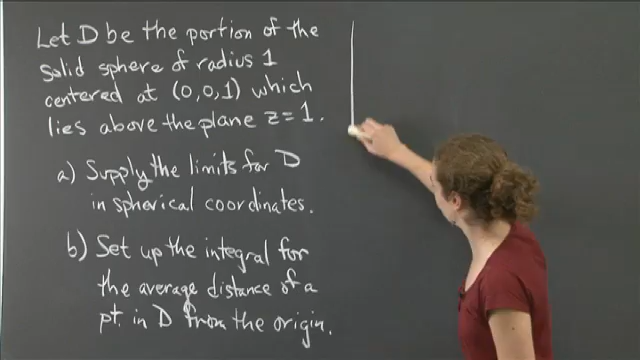 Let D be the portion of the
solid sphere of radius 1
centered at (0,0,1) which
lies above the plane z=1.
a) Supply the limits for D
in spherical coordinates.
b) Set up the integral for
the average distance of a
pt. in D from the origin.